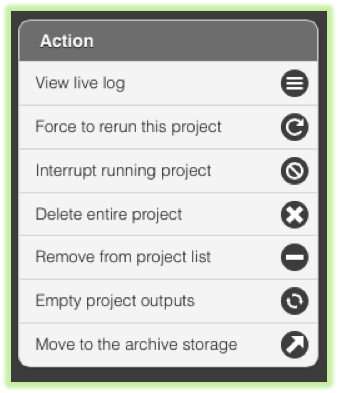 Action
View live log
Force to rerun this project
Interrupt running project
Delete entire project
Remove from project list
Empty project outputs
Move to the archive storage